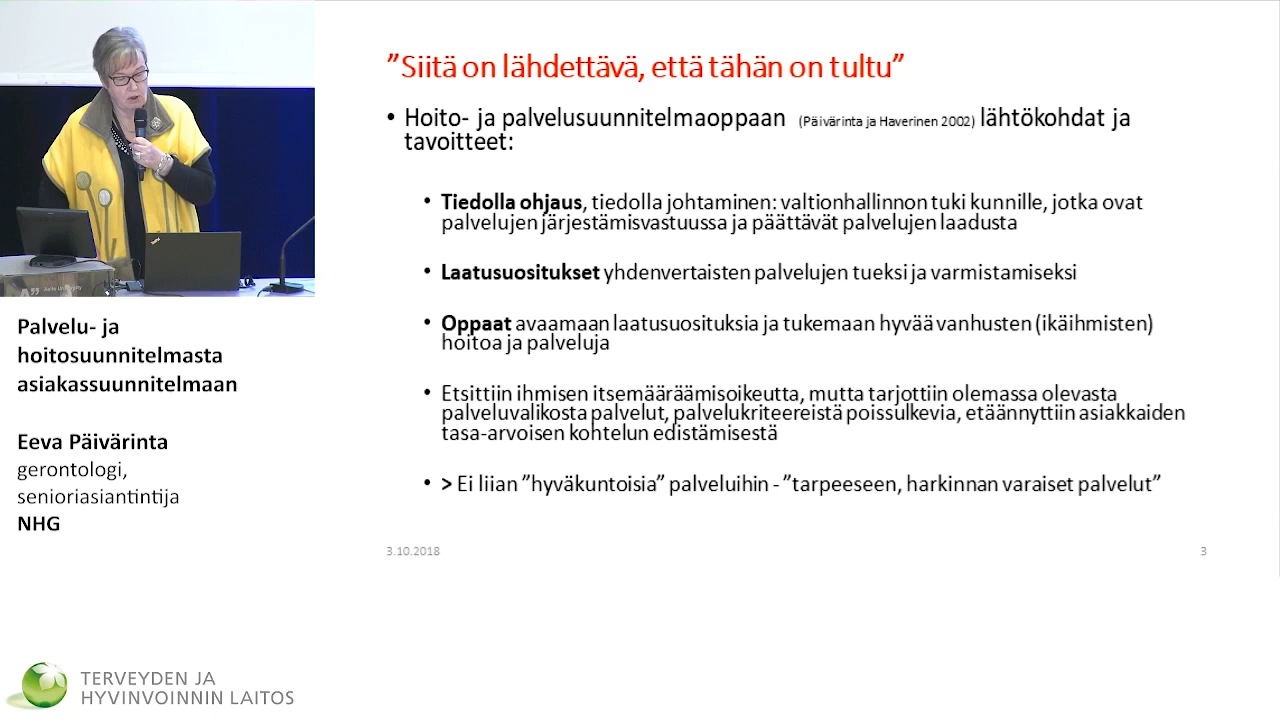 ”Siitä on lähdettävä, että tähän on tultu”
• Hoito- ja palvelusuunnitelmaoppaan (Päivärinta ja Haverinen 2002) lähtökohdat ja
tavoitteet:
• Tiedolla ohjaus, tiedolla johtaminen: valtionhallinnon tuki kunnille, jotka ovat
palvelujen järjestämisvastuussa ja päättävät palvelujen laadusta
• Laatusuositukset yhdenvertaisten palvelujen tueksi ja varmistamiseksi
• Oppaat avaamaan laatusuosituksia ja tukemaan hyvää vanhusten (ikäihmisten)
hoitoa ja palveluja
• Etsittiin ihmisen itsemääräämisoikeutta, mutta tarjottiin olemassa olevasta
palveluvalikosta palvelut, palvelukriteereistä poissulkevia, etäännyttiin asiakkaiden
tasa-arvoisen kohtelun edistämisestä
• > Ei liian ”hyväkuntoisia” palveluihin - ”tarpeeseen, harkinnan varaiset palvelut”
3.10.2018
3
Aalto University
Palvelu- ja
hoitosuunnitelmasta
asiakassuunnitelmaan
Eeva Päivärinta
gerontologi,
senioriasiantintija
NHG
TERVEYDEN JA
HYVINVOINNIN LAITOS